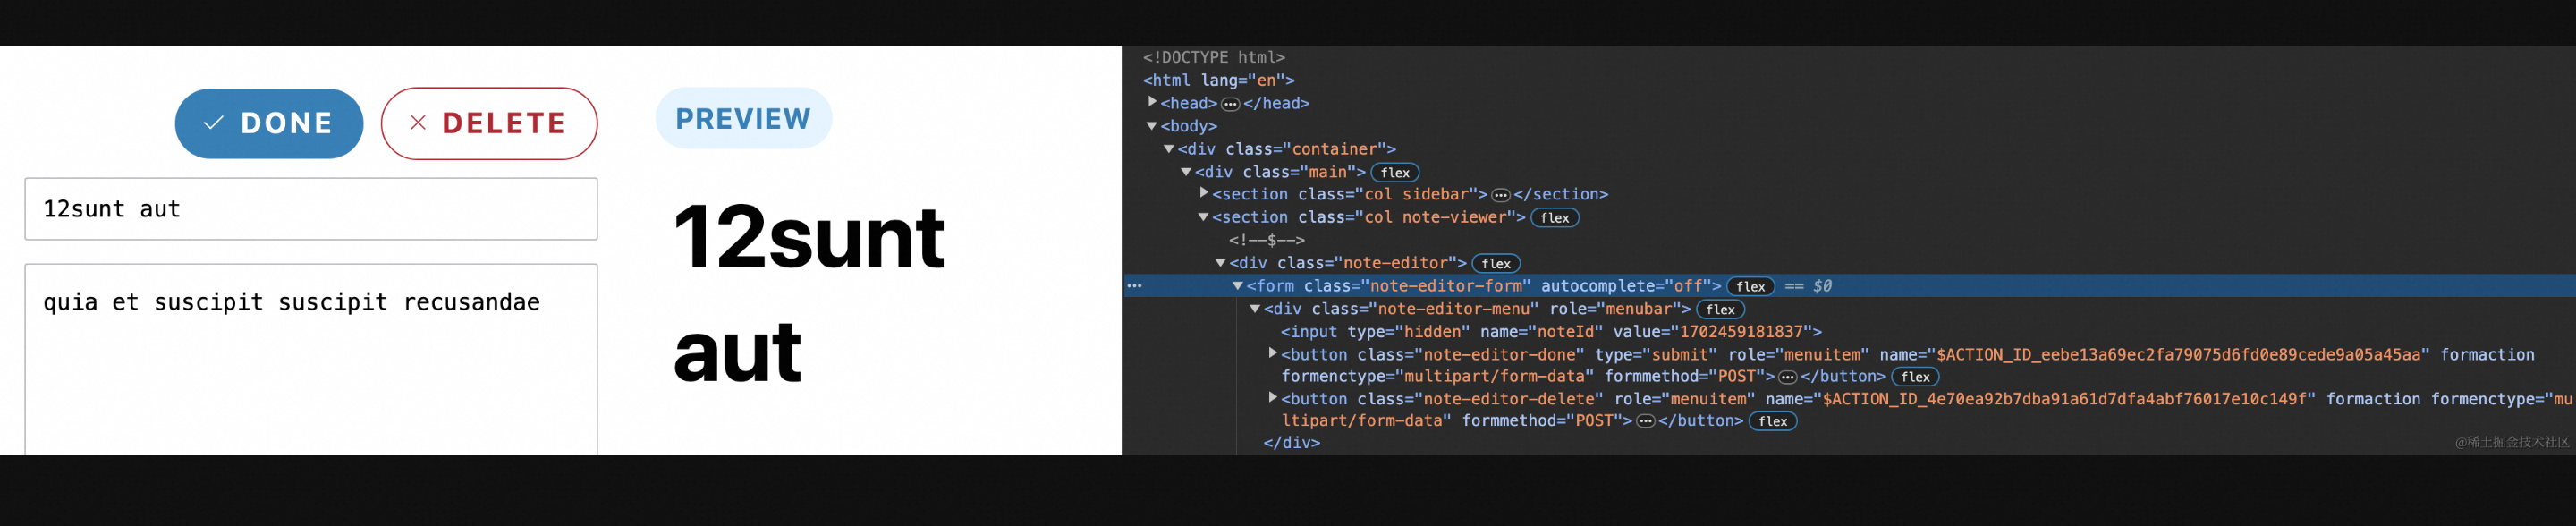 DONE
DELETE
PREVIEW
12sunt aut
quia et suscipit suscipit recusandae
12sunt
aut
<!DOCTYPE html>
<html lang="en">
<head>…</head>
<body>
<div class="container">
<div class="main"> flex
<section class="col sidebar">…</section>
<section class="col note-viewer"> flex
<!--$-->
<div class="note-editor"> flex
<form class="note-editor-form" autocomplete="off"> flex == $0
<div class="note-editor-menu" role="menubar"> flex
<input type="hidden" name="noteId" value="1702459181837">
<button class="note-editor-done" type="submit" role="menuitem" name="$ACTION_ID_eebe13a69ec2fa79075d6fd0e89cede9a05a45aa" formaction
formenctype="multipart/form-data" formmethod="POST">…</button> flex
<button class="note-editor-delete" role="menuitem" name="$ACTION_ID_4e70ea92b7dba91a61d7dfa4abf76017e10c149f" formaction formenctype="mu
ltipart/form-data" formmethod="POST">…</button> flex
</div>
@稀土掘金技术社区